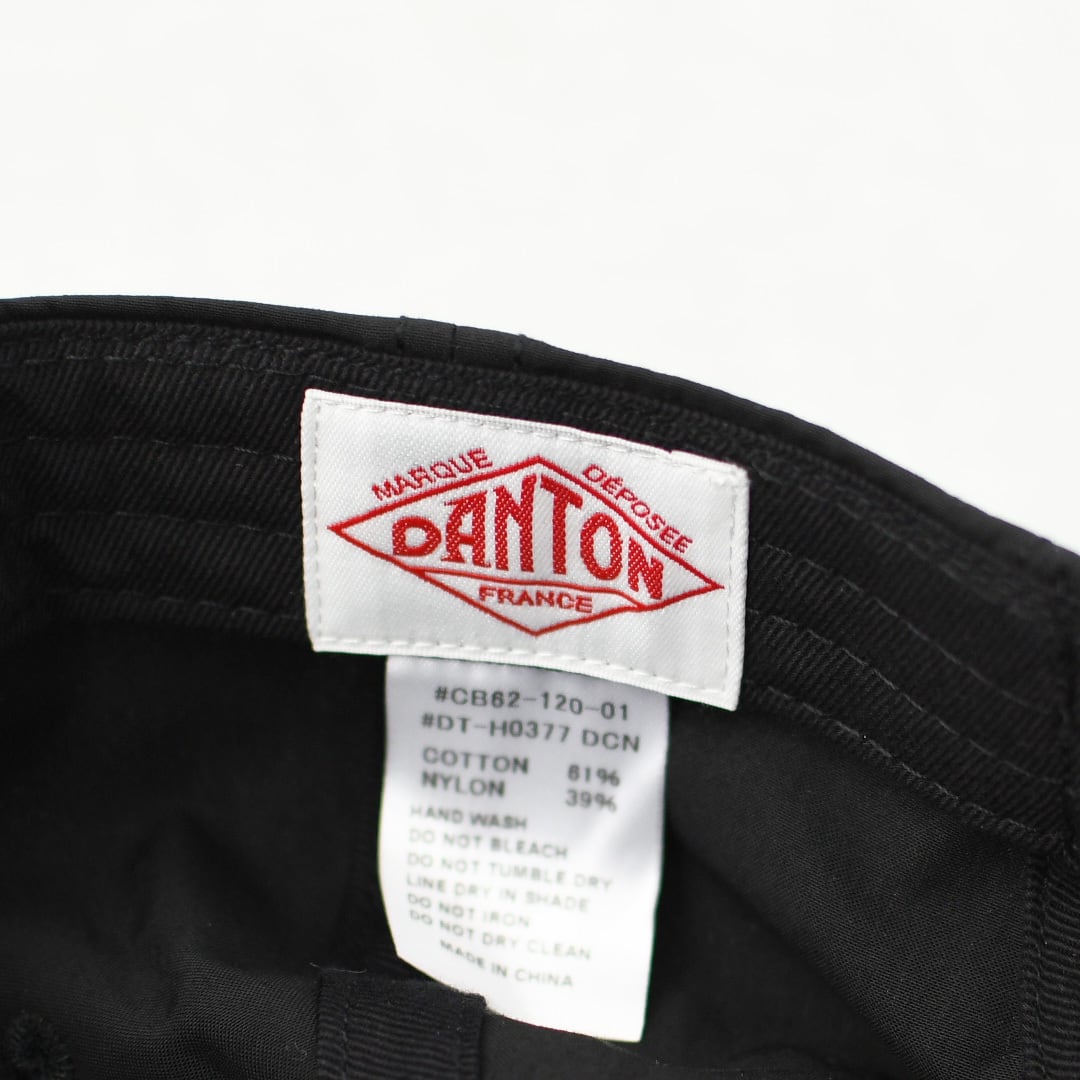 MARQUE DÉPOSÉE
DANTON
FRANCE
#CB62-120-01
#DT-H0377 DCN
COTTON 61%
NYLON 39%
HAND WASH
DO NOT BLEACH
DO NOT TUMBLE DRY
LINE DRY IN SHADE
DO NOT IRON
DO NOT DRY CLEAN
MADE IN CHINA